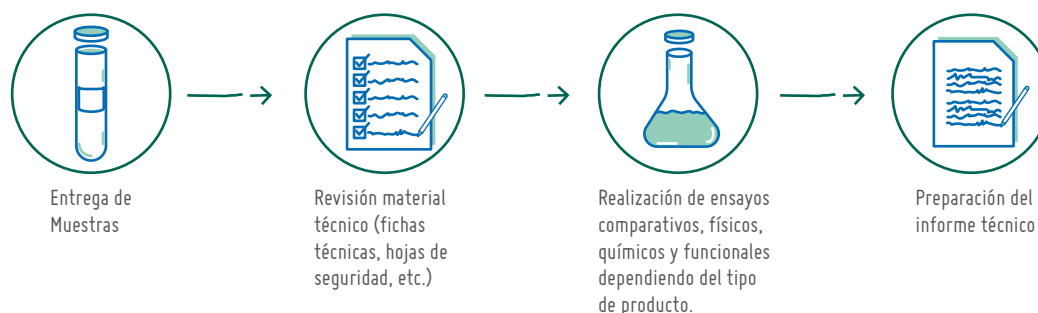 Entrega de
Muestras
Revisión material
técnico (fichas
técnicas, hojas de
seguridad, etc.)
Realización de ensayos
comparativos, físicos,
químicos y funcionales
dependiendo del tipo
de producto.
Preparación del
informe técnico